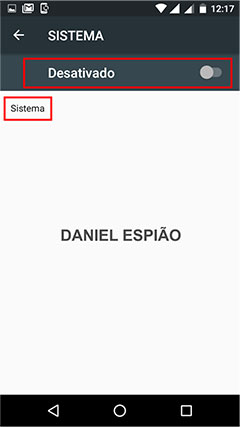 12:17
SISTEMA
Desativado
Sistema
DANIEL ESPIÃO